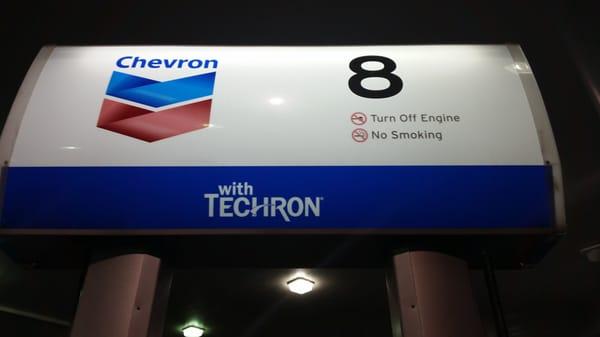 Chevron
8
Turn Off Engine
No Smoking
with
TECHRON